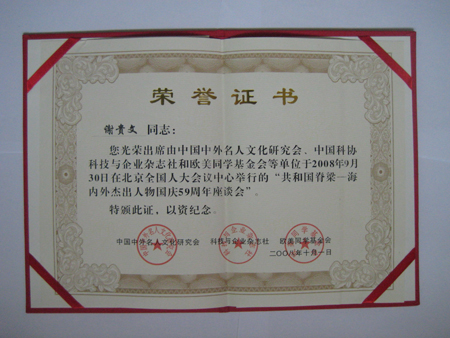 荣誉证书
谢贵文 同志：
您光荣出席由中国中外名人文化研究会、中国科协
科技与企业杂志社和欧美同学基金会等单位于2008年9月
30日在北京全国人大会议中心举行的“共和国脊梁—海
内外杰出人物国庆59周年座谈会”。
特颁此证，以资纪念。
中国中外名人文化研究会 科技与企业杂志社 欧美同学基金会
二〇〇八年十月一日